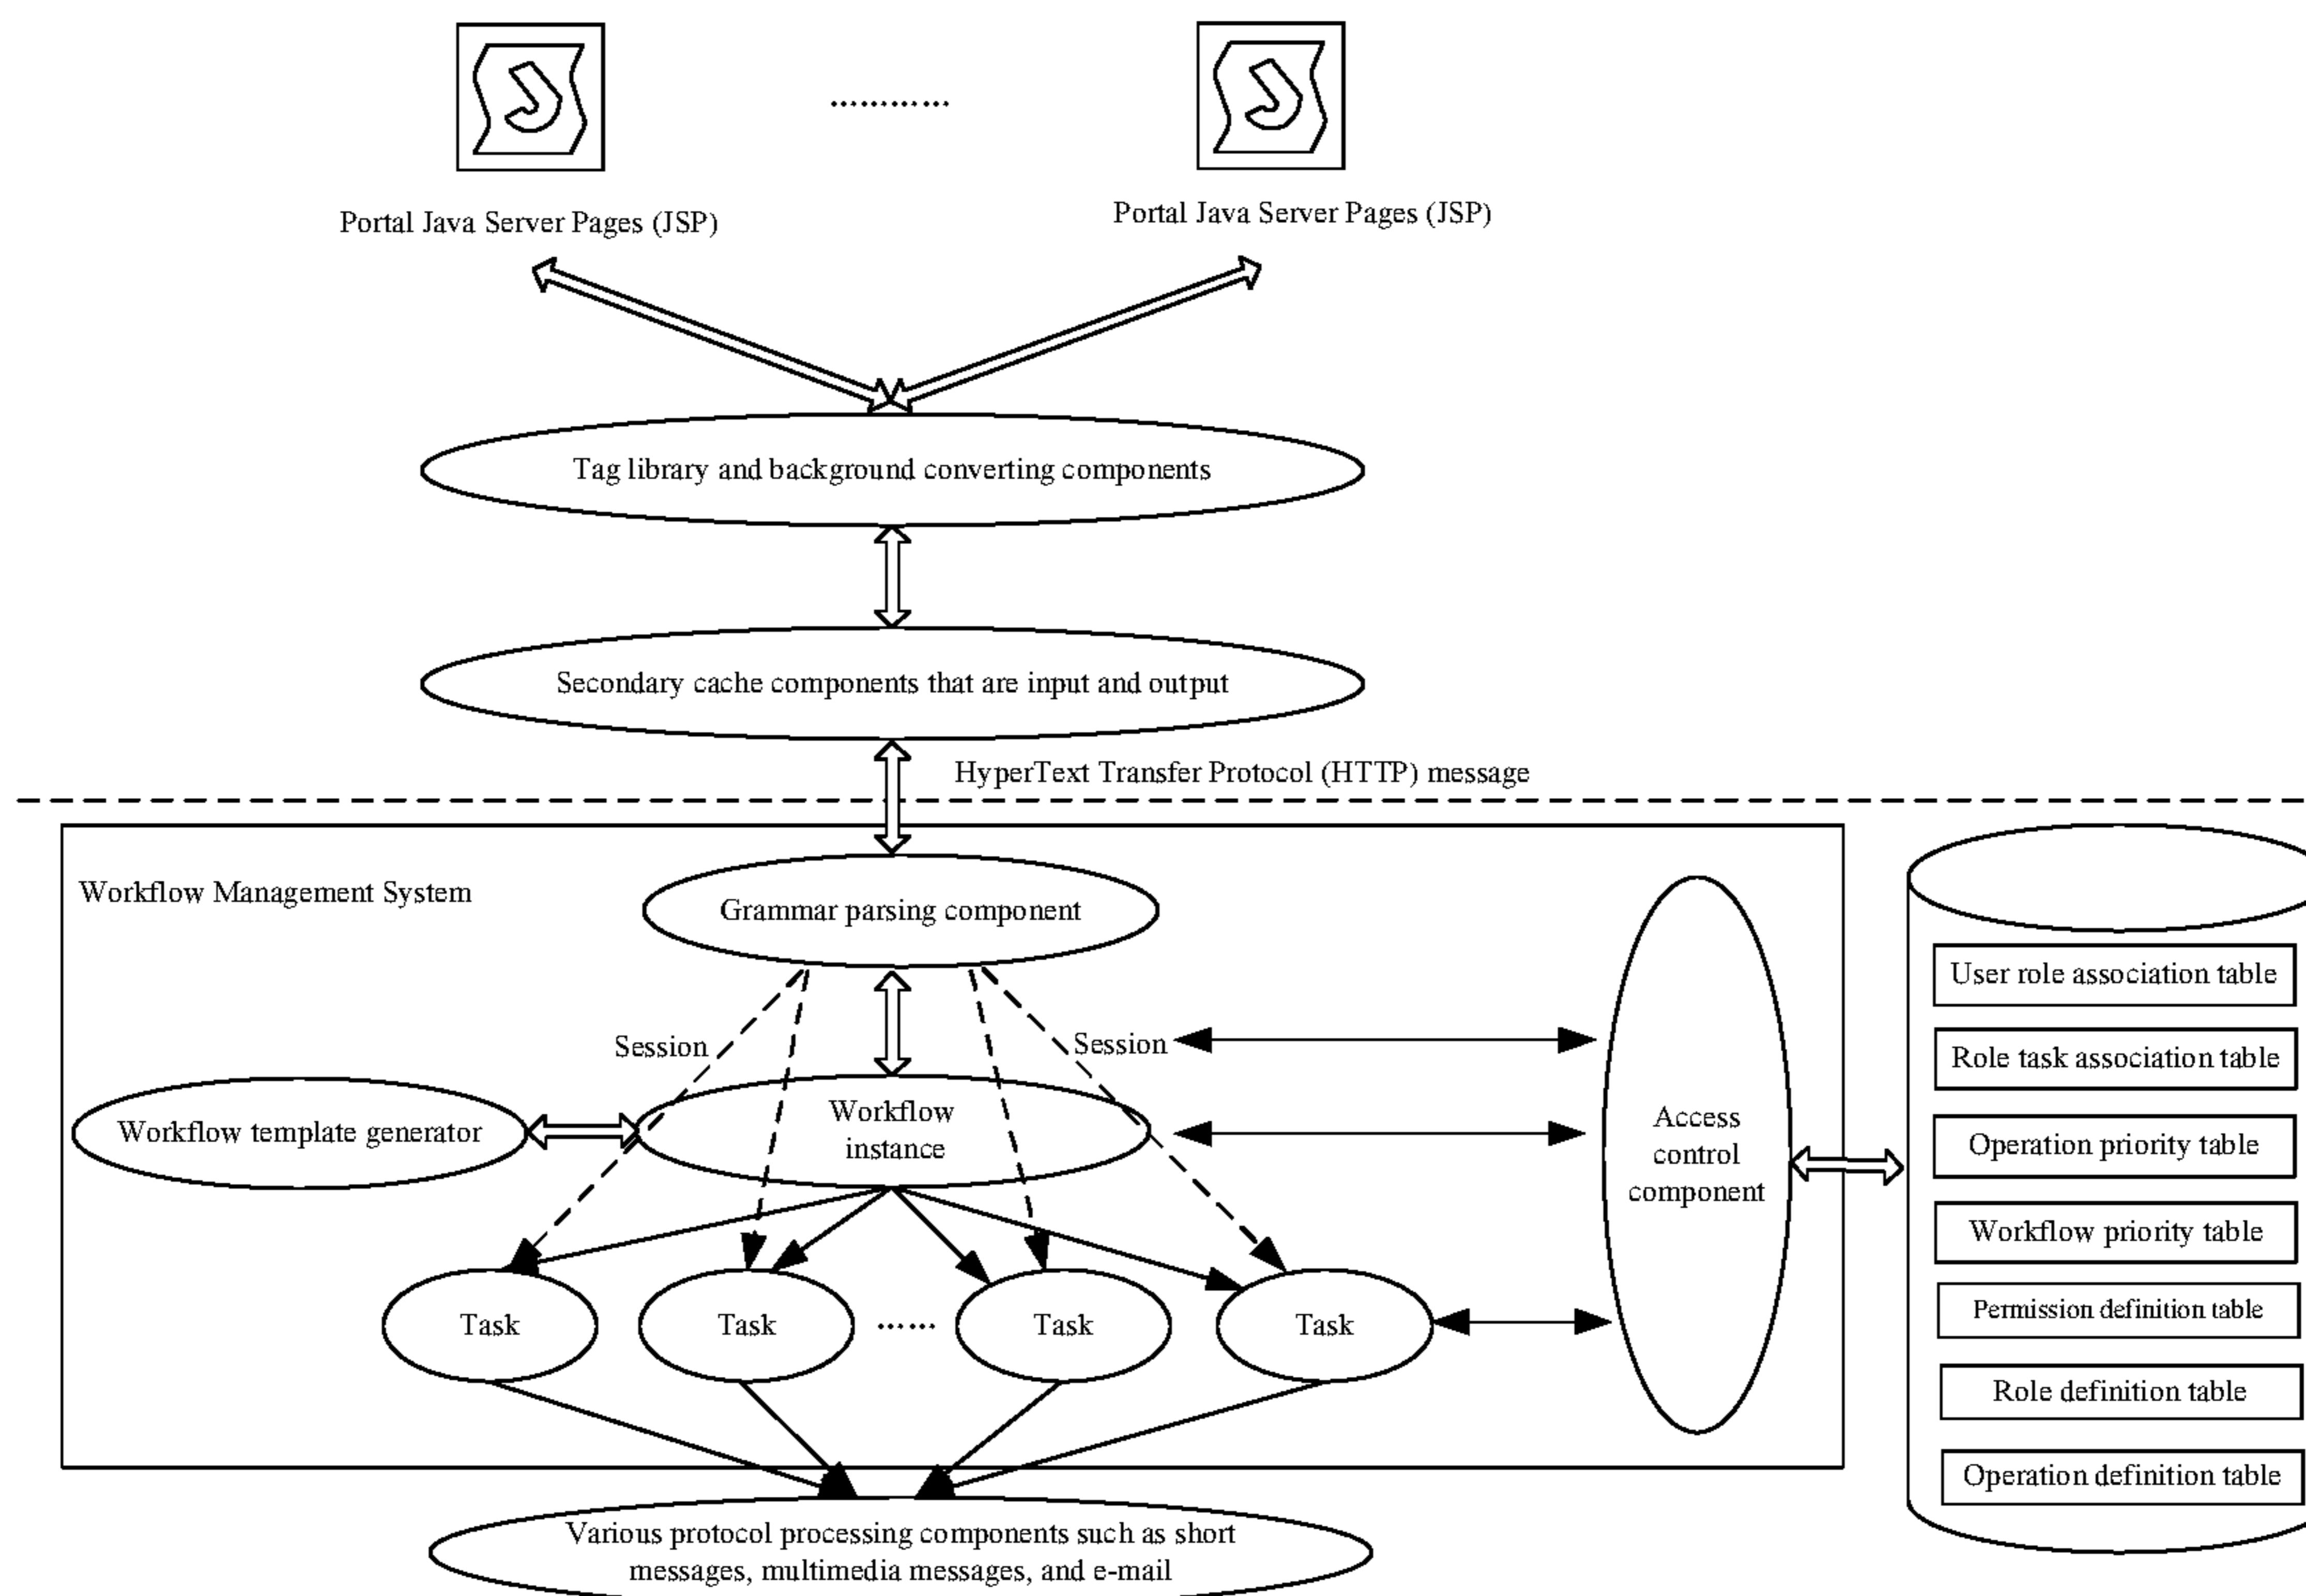 Portal Java Server Pages (JSP)
Portal Java Server Pages (JSP)
Tag library and background converting components
Secondary cache components that are input and output
HyperText Transfer Protocol (HTTP) message
Workflow Management System
Grammar parsing component
Session
Session
Workflow template generator
Workflow
instance
Access
control
component
Task
Task
......
Task
Task
Various protocol processing components such as short
messages, multimedia messages, and e-mail
User role association table
Role task association table
Operation priority table
Workflow priority table
Permission definition table
Role definition table
Operation definition table